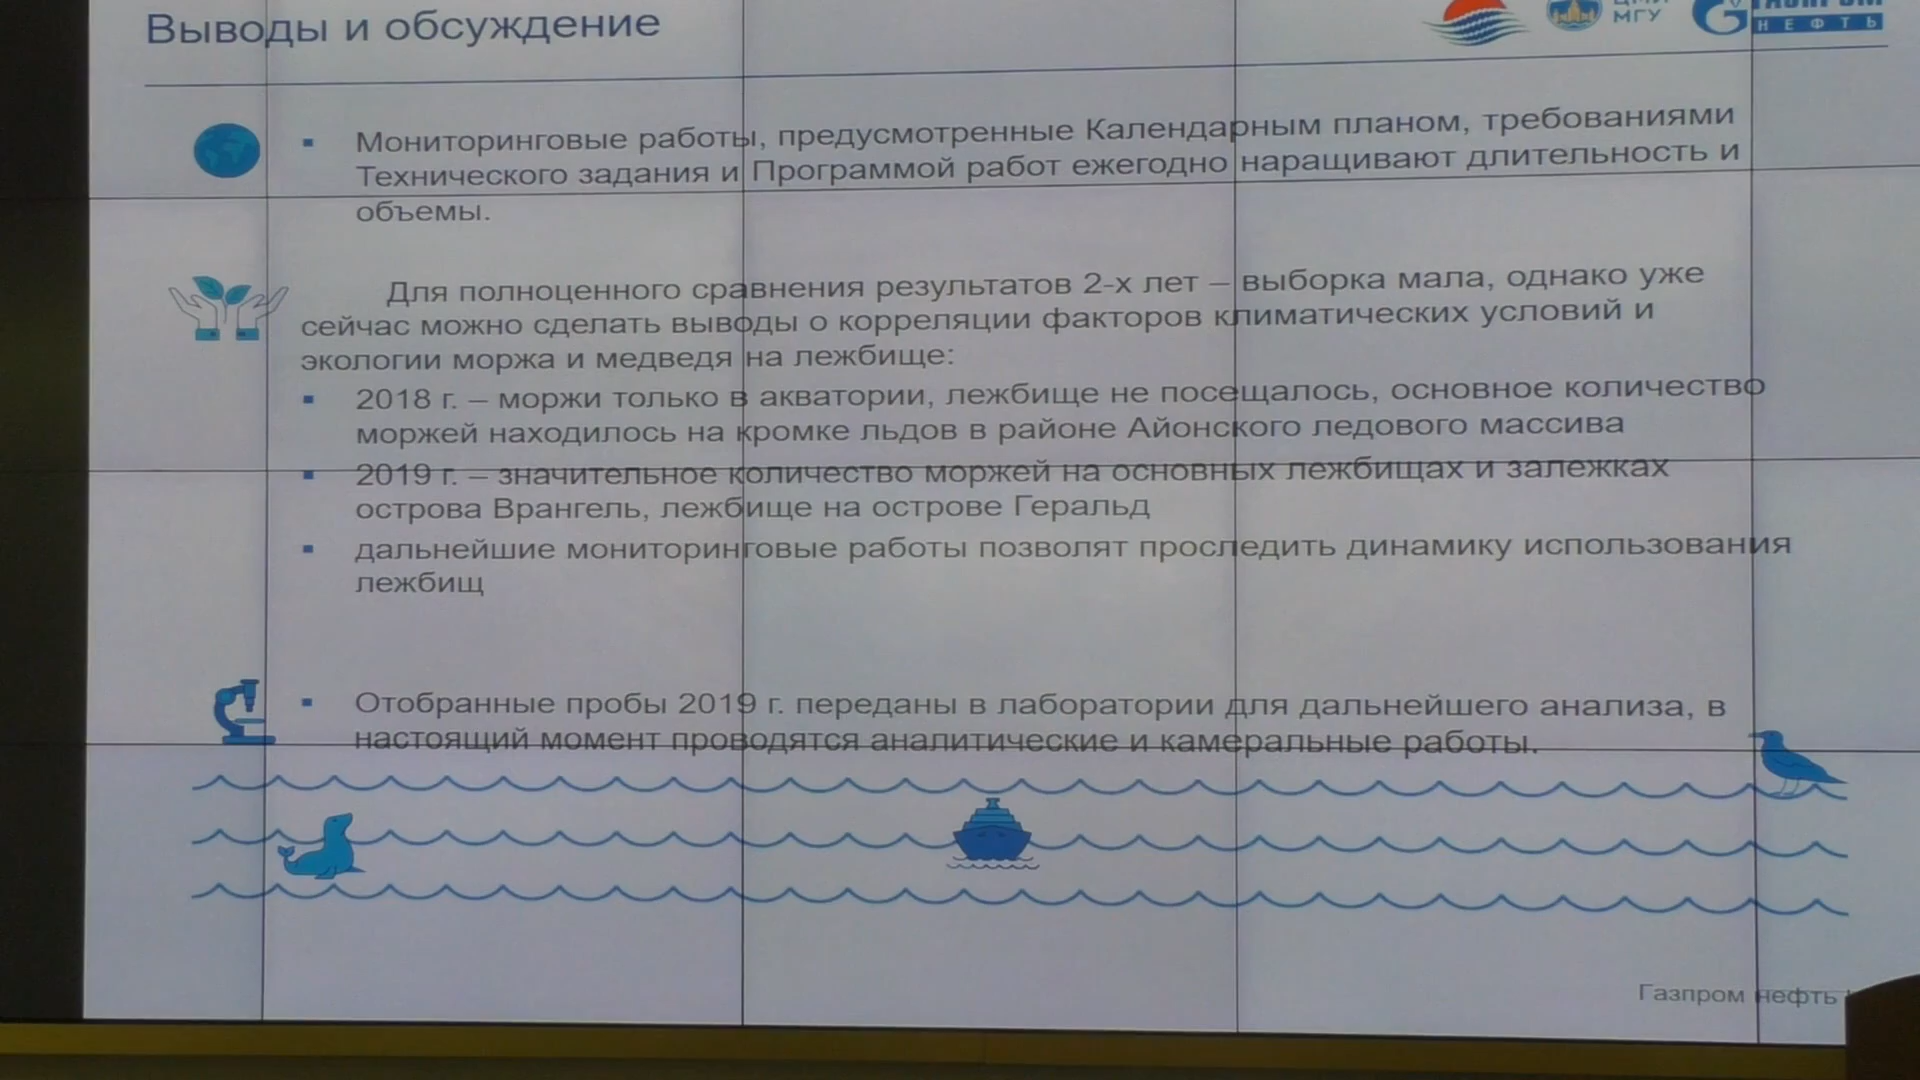 Выводы и обсуждение
МГУ
НЕФТЬ
Мониторинговые работы, предусмотренные Календарным планом, требованиями
Технического задания и Программой работ ежегодно наращивают длительность и
объемы.
Для полноценного сравнения результатов 2-х лет – выборка мала, однако уже
сейчас можно сделать выводы о корреляции факторов климатических условий и
экологии моржа и медведя на лежбище:
2018 г. – моржи только в акватории, лежбище не посещалось, основное количество
моржей находилось на кромке льдов в районе Айонского ледового массива
2019 г. – значительное количество моржей на основных лежбищах и залежках
острова Врангель, лежбище на острове Геральд
дальнейшие мониторинговые работы позволят проследить динамику использования
лежбищ
Отобранные пробы 2019 г. переданы в лаборатории для дальнейшего анализа, в
настоящий момент проводятся аналитические и камеральные работы.
Газпром нефть